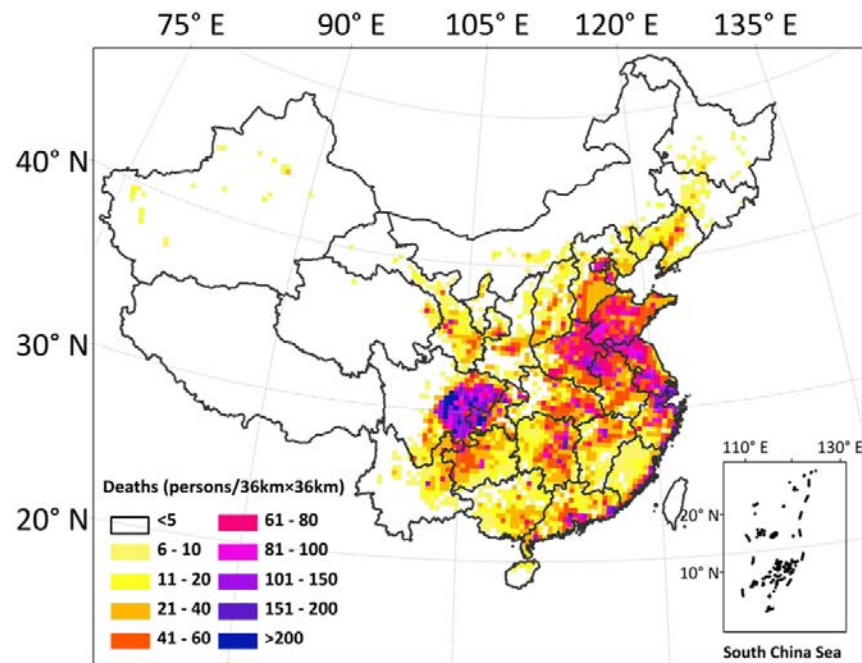 75° E 90° E 105° E 120° E 135° E
40° N
30° N
20° N
Deaths (persons/36km×36km)
<5 61 - 80
6 - 10 81 - 100
11 - 20 101 - 150
21 - 40 151 - 200
41 - 60 >200
110° E 130° E
20° N
10° N
South China Sea